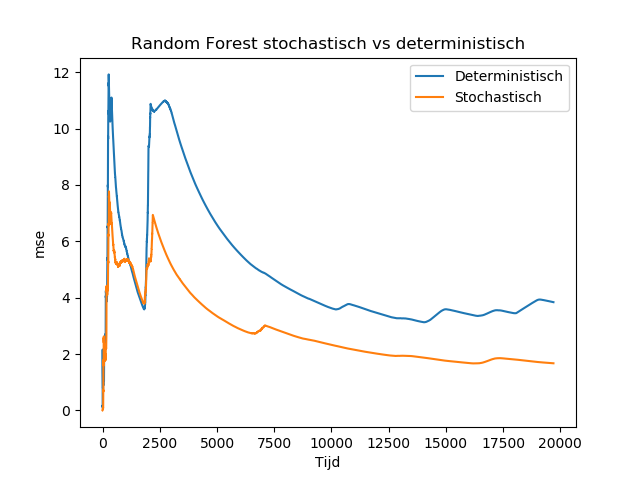 Random Forest stochastisch vs deterministisch
Deterministisch
Stochastisch
12
10
8
6
4
2
0
mse
0 2500 5000 7500 10000 12500 15000 17500 20000
Tijd